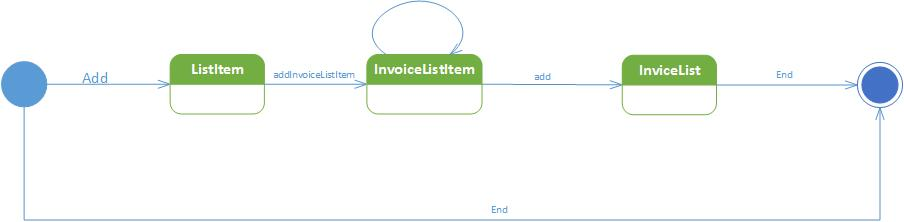 Add
ListItem
addInvoiceListItem
InvoiceListItem
add
InviceList
End
End